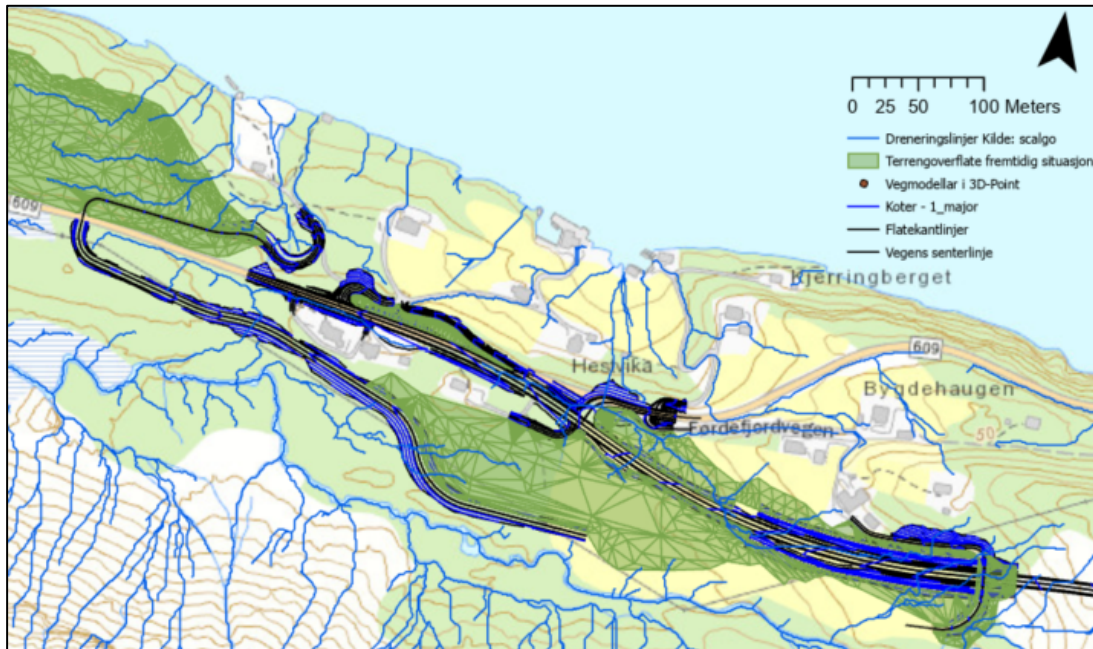 0 25 50 100 Meters
Dreneringslinjer Kilde: scalgo
Terrengoverflate fremtidig situasjon
Vegmodellar i 3D-Point
Koter - 1_major
Flatekantlinjer
Vegens senterlinje
609
Kjerringberget
609
Hestvika
Bygdehaugen
Førdefjordvegen
50